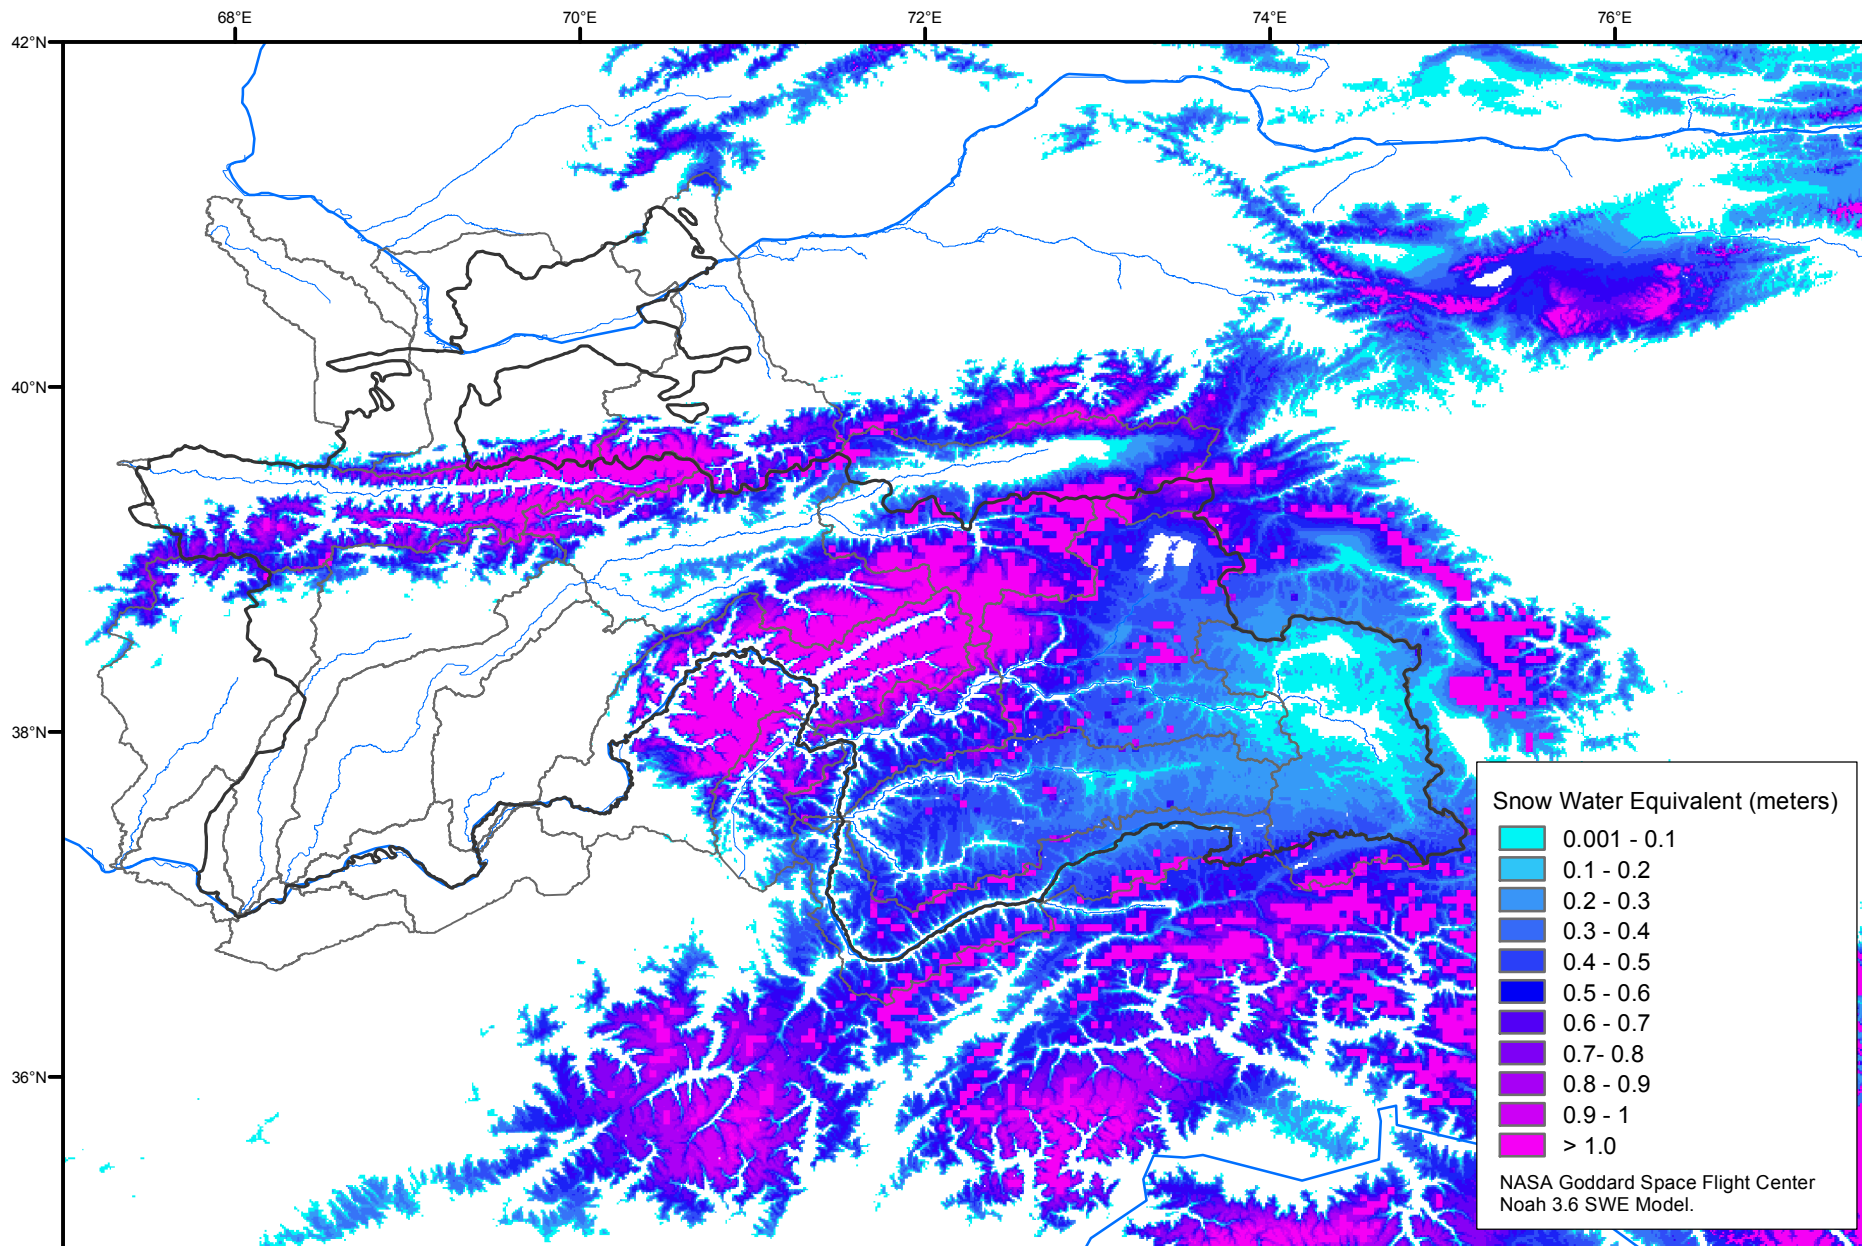 68°E
70°E
72°E
74°E
76°E
42°N
40°N
38°N
36°N
Snow Water Equivalent (meters)
0.001 - 0.1
0.1 - 0.2
0.2 - 0.3
0.3 - 0.4
0.4 - 0.5
0.5 - 0.6
0.6 - 0.7
0.7- 0.8
0.8 - 0.9
0.9 - 1
> 1.0
NASA Goddard Space Flight Center
Noah 3.6 SWE Model.